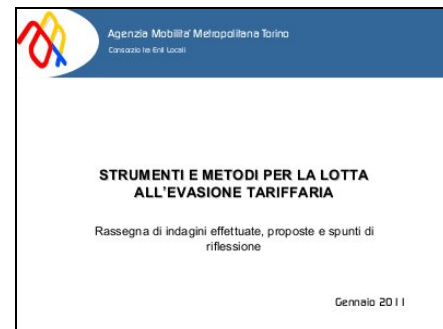 Agenzia Mobilita' Metropolitana Torino
Consorzio tra Enti Locali
STRUMENTI E METODI PER LA LOTTA
ALL'EVASIONE TARIFFARIA
Rassegna di indagini effettuate, proposte e spunti di
riflessione
Gennaio 2011